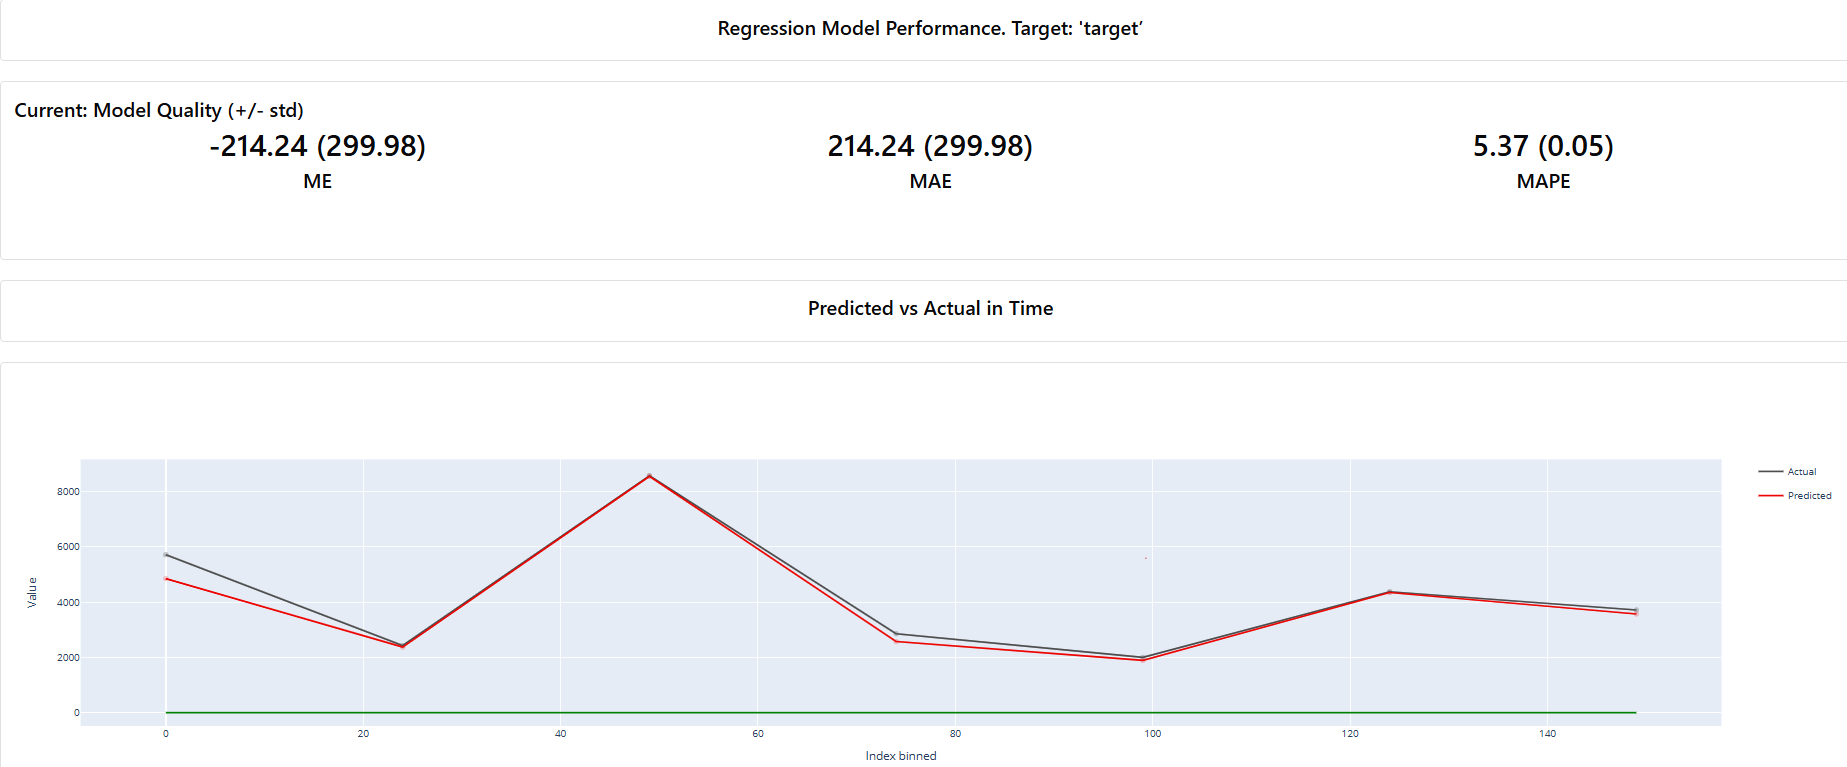 Regression Model Performance. Target: 'target’
Current: Model Quality (+/- std)
-214.24 (299.98)
ME
214.24 (299.98)
MAE
5.37 (0.05)
MAPE
Predicted vs Actual in Time
Actual
Predicted
8000
6000
4000
2000
0
Value
0 20 40 60 80 100 120 140
Index binned